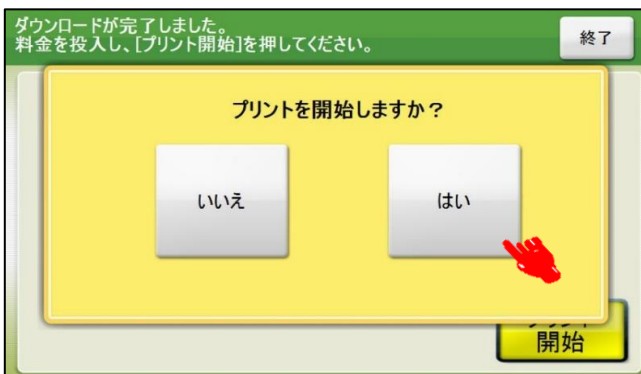 ダウンロードが完了しました。
料金を投入し、[プリント開始]を押してください。
終了
プリントを開始しますか？
いいえ
はい
開始